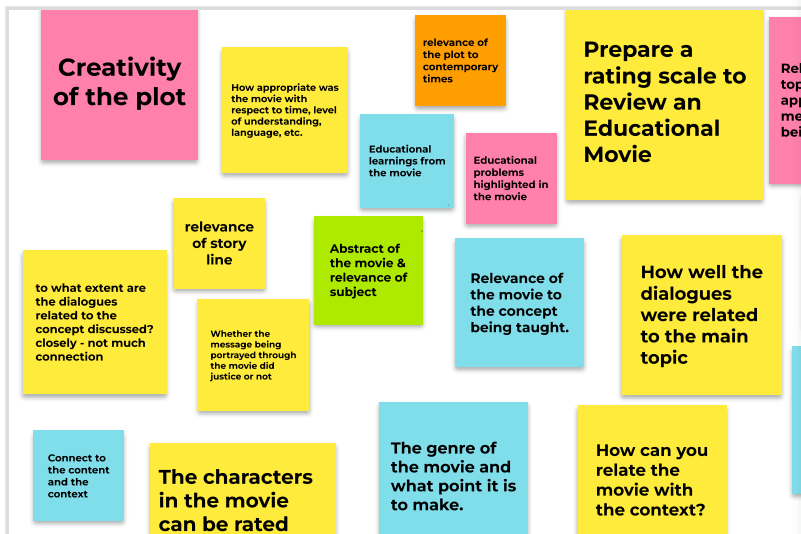 Creativity
of the plot
How appropriate was
the movie with
respect to time, level
of understanding,
language, etc.
relevance of
the plot to
contemporary
times
Prepare a
rating scale to
Review an
Educational
Movie
Educational
learnings from
the movie
Educational
problems
highlighted in
the movie
relevance
of story
line
Abstract of
the movie &
relevance of
subject
Relevance of
the movie to
the concept
being taught.
How well the
dialogues
were related
to the main
topic
to what extent are
the dialogues
related to the
concept discussed?
closely - not much
connection
Whether the
message being
portrayed through
the movie did
justice or not
Connect to
the content
and the
context
The characters
in the movie
can be rated
The genre of
the movie and
what point it is
to make.
How can you
relate the
movie with
the context?